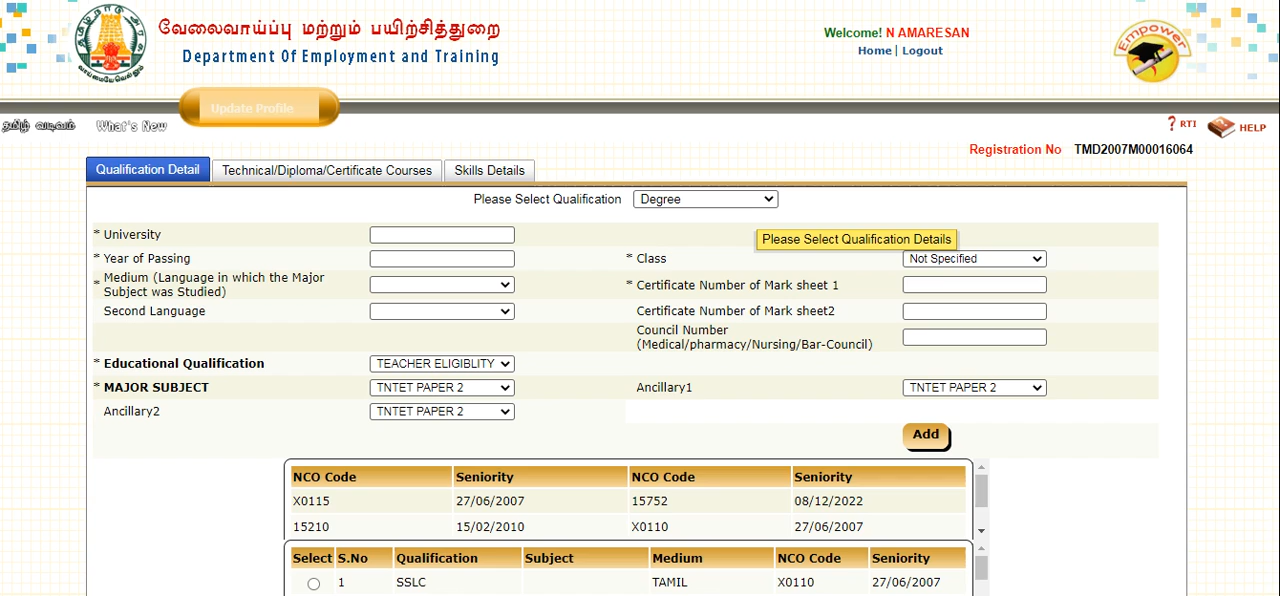 வேலைவாய்ப்பு மற்றும் பயிற்சித்துறை
Department Of Employment and Training
Welcome! N AMARESAN
Home | Logout
Empower
Update Profile
தமிழ் வடிவம்
What's New
? RTI
HELP
Registration No TMD2007M00016064
Qualification Detail
Technical/Diploma/Certificate Courses
Skills Details
Please Select Qualification Degree
* University
Please Select Qualification Details
* Year of Passing
* Class Not Specified
* Medium (Language in which the Major
Subject was Studied)
* Certificate Number of Mark sheet 1
Second Language
Certificate Number of Mark sheet2
Council Number
(Medical/pharmacy/Nursing/Bar-Council)
* Educational Qualification TEACHER ELIGIBLITY
* MAJOR SUBJECT TNTET PAPER 2
Ancillary1 TNTET PAPER 2
Ancillary2 TNTET PAPER 2
Add
NCO Code Seniority NCO Code Seniority
X0115 27/06/2007 15752 08/12/2022
15210 15/02/2010 X0110 27/06/2007
Select S.No Qualification Subject Medium NCO Code Seniority
1 SSLC TAMIL X0110 27/06/2007